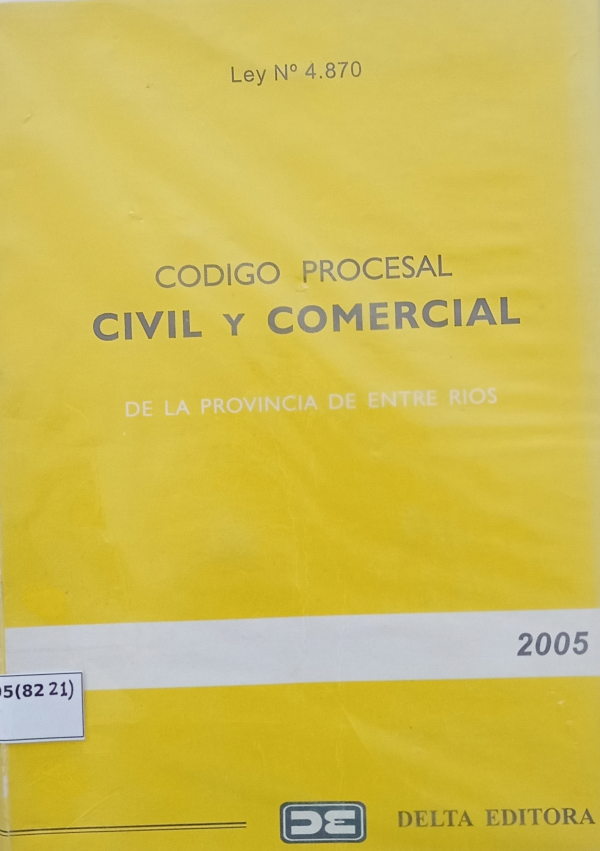 Ley Nº 4.870
CODIGO PROCESAL
CIVIL Y COMERCIAL
DE LA PROVINCIA DE ENTRE RIOS
2005
5(82 21)
DE
DELTA EDITORA